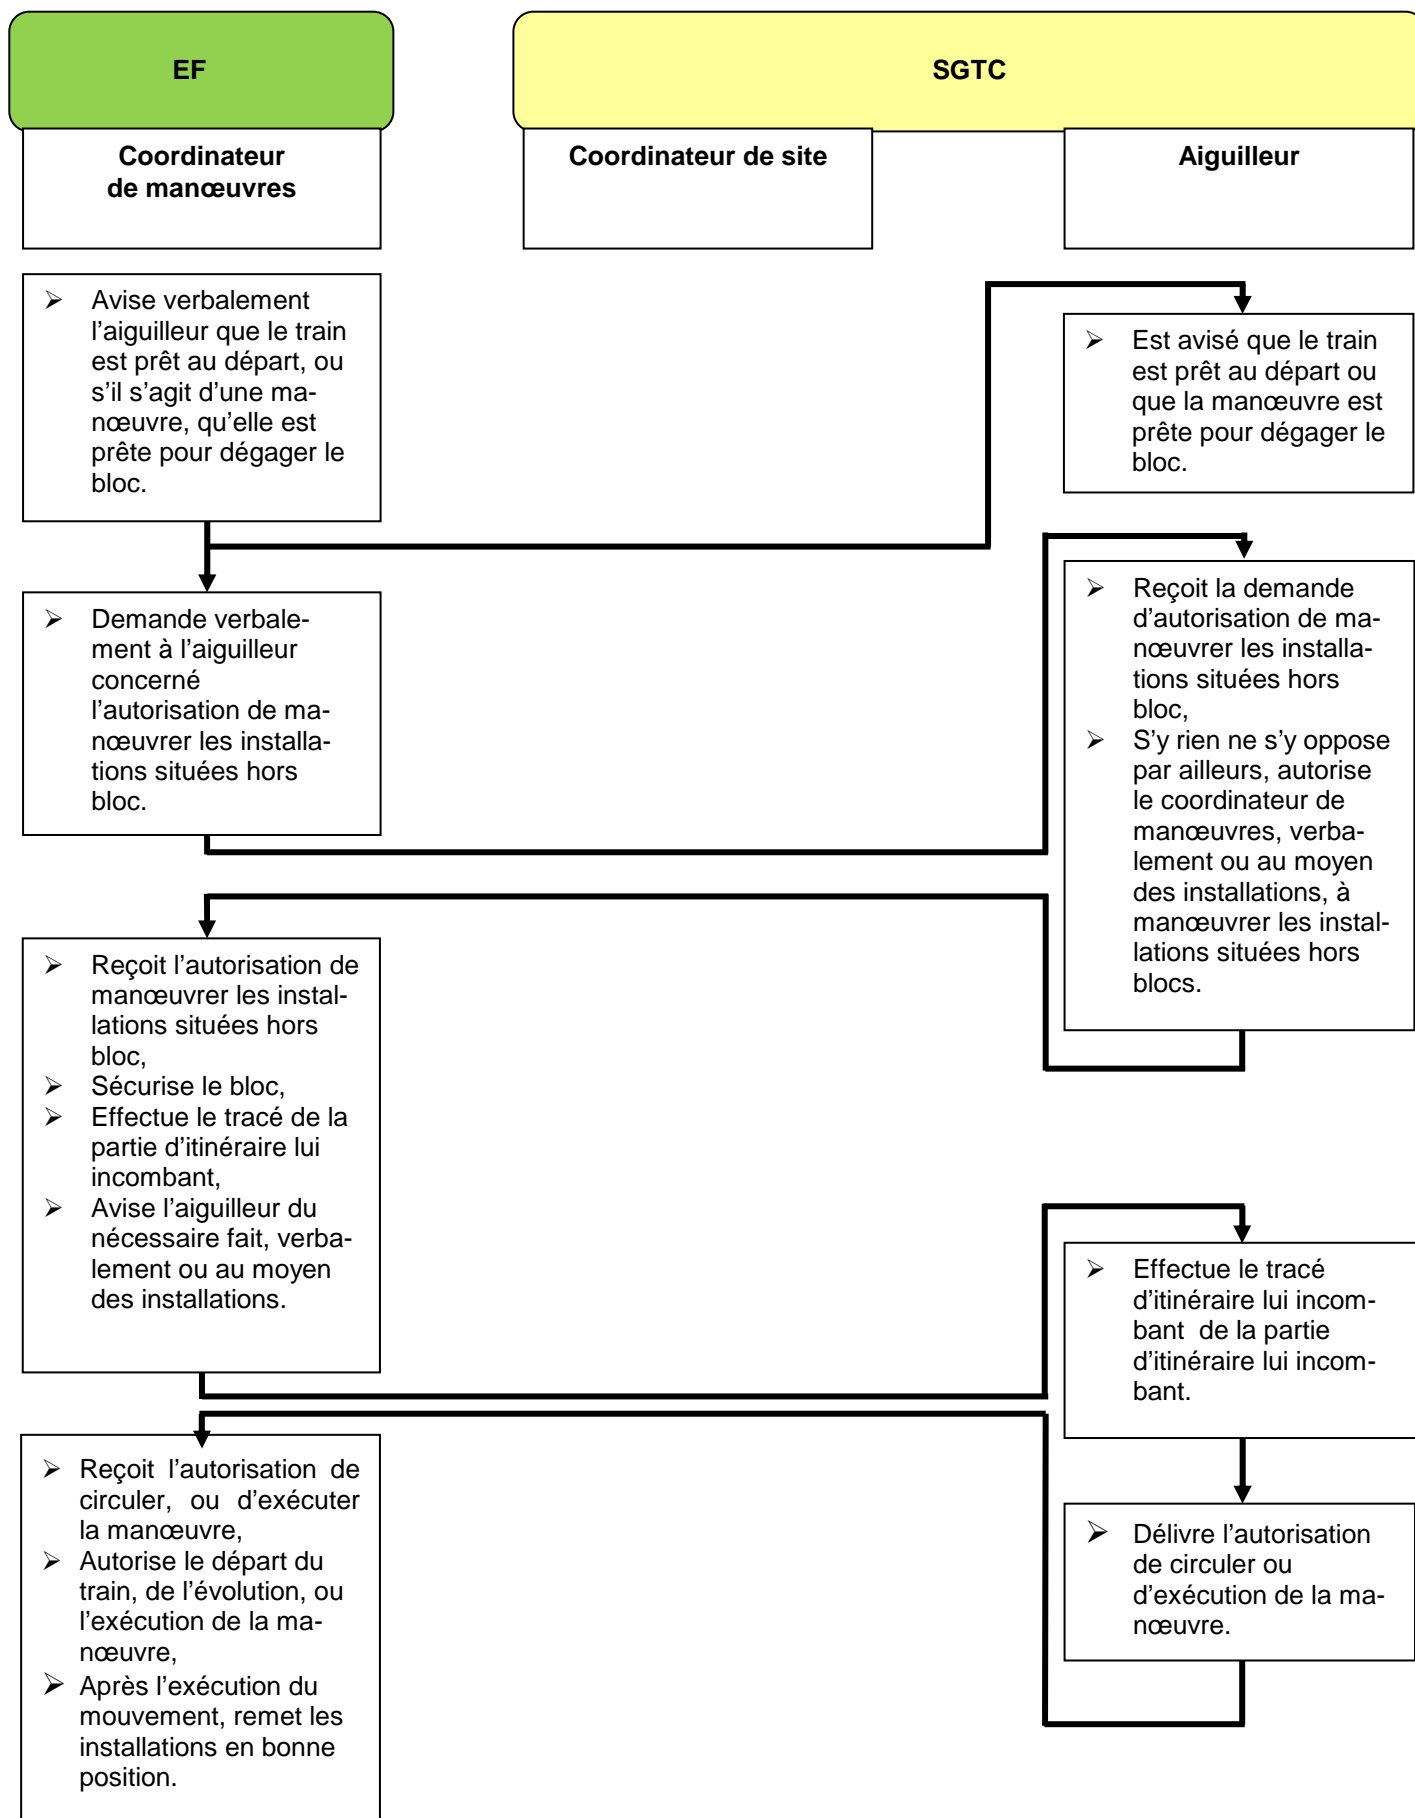 EF
SGTC
Coordinateur
de manœuvres
Coordinateur de site
Aiguilleur
➢ Avise verbalement
l’aiguilleur que le train
est prêt au départ, ou
s’il s’agit d’une ma-
nœuvre, qu’elle est
prête pour dégager le
bloc.
➢ Est avisé que le train
est prêt au départ ou
que la manœuvre est
prête pour dégager le
bloc.
➢ Demande verbale-
ment à l’aiguilleur
concerné
l’autorisation de ma-
nœuvrer les installa-
tions situées hors
bloc.
➢ Reçoit la demande
d’autorisation de ma-
nœuvrer les installa-
tions situées hors
bloc,
➢ S’y rien ne s’y oppose
par ailleurs, autorise
le coordinateur de
manœuvres, verba-
lement ou au moyen
des installations, à
manœuvrer les instal-
lations situées hors
blocs.
➢ Reçoit l’autorisation de
manœuvrer les instal-
lations situées hors
bloc,
➢ Sécurise le bloc,
➢ Effectue le tracé de la
partie d’itinéraire lui
incombant,
➢ Avise l’aiguilleur du
nécessaire fait, verba-
lement ou au moyen
des installations.
➢ Effectue le tracé
d’itinéraire lui incom-
bant de la partie
d’itinéraire lui incom-
bant.
➢ Reçoit l’autorisation de
circuler, ou d’exécuter
la manœuvre,
➢ Autorise le départ du
train, de l’évolution, ou
l’exécution de la ma-
nœuvre,
➢ Après l’exécution du
mouvement, remet les
installations en bonne
position.
➢ Délivre l’autorisation
de circuler ou
d’exécution de la ma-
nœuvre.